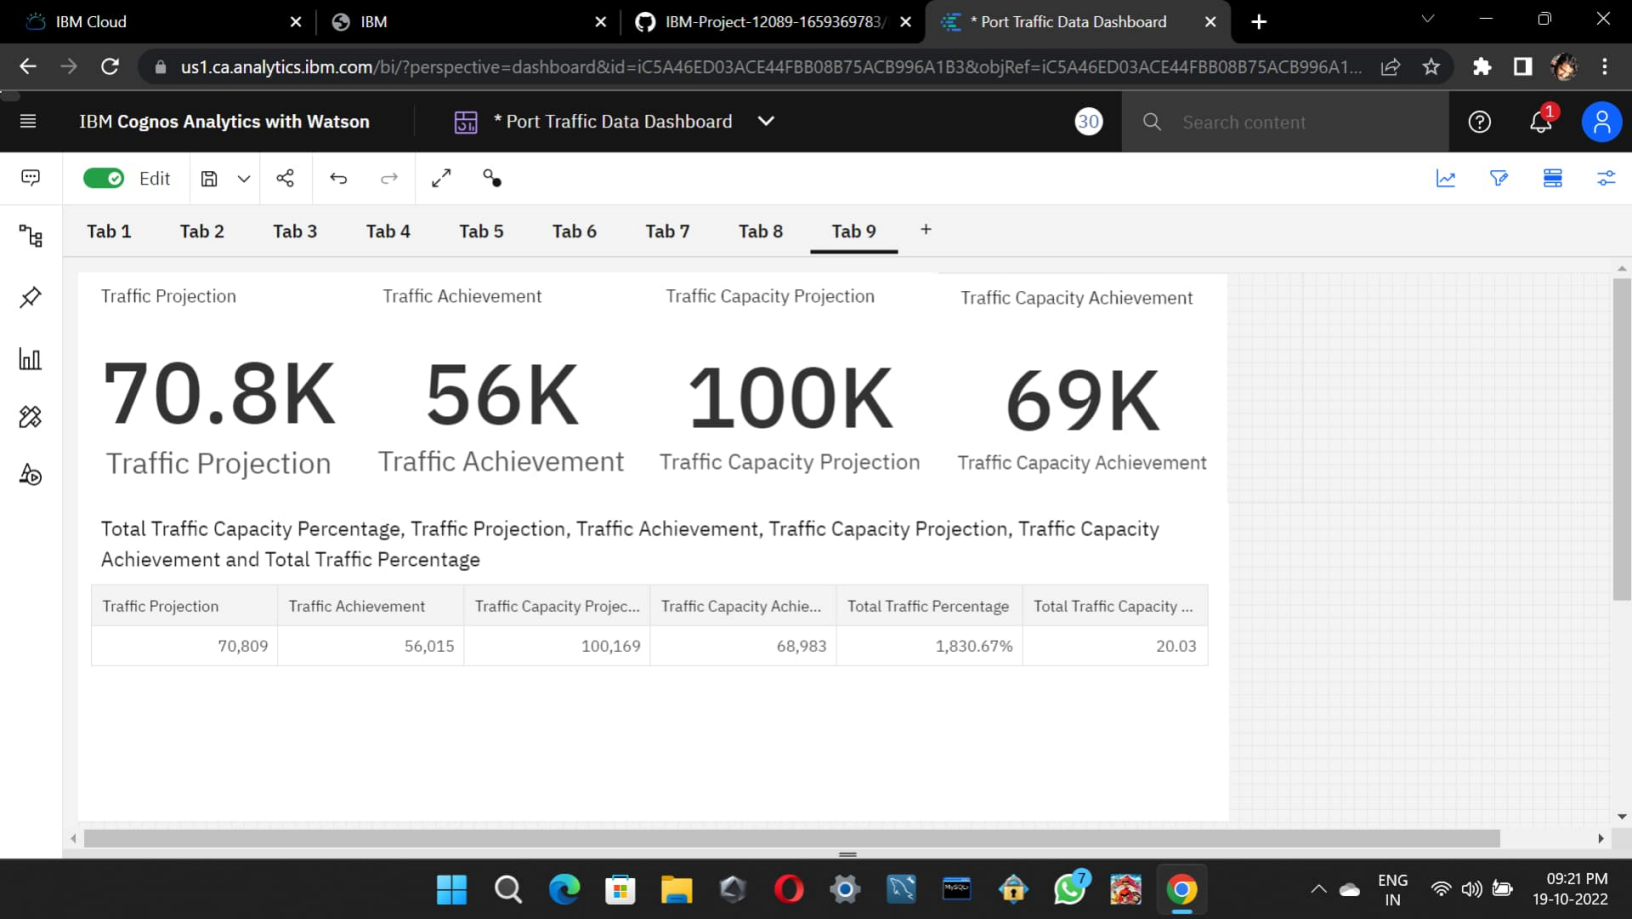 IBM Cloud
IBM
IBM-Project-12089-1659369783/
* Port Traffic Data Dashboard
us1.ca.analytics.ibm.com/bi/?perspective=dashboard&id=iC5A46ED03ACE44FBB08B75ACB996A1B3&objRef=iC5A46ED03ACE44FBB08B75ACB996A1...
IBM Cognos Analytics with Watson
* Port Traffic Data Dashboard
30
Search content
1
Edit
Tab 1 Tab 2 Tab 3 Tab 4 Tab 5 Tab 6 Tab 7 Tab 8 Tab 9 +
Traffic Projection
Traffic Achievement
Traffic Capacity Projection
Traffic Capacity Achievement
70.8K
56K
100K
69K
Traffic Projection
Traffic Achievement
Traffic Capacity Projection
Traffic Capacity Achievement
Total Traffic Capacity Percentage, Traffic Projection, Traffic Achievement, Traffic Capacity Projection, Traffic Capacity
Achievement and Total Traffic Percentage
Traffic Projection Traffic Achievement Traffic Capacity Projec... Traffic Capacity Achie... Total Traffic Percentage Total Traffic Capacity ...
70,809 56,015 100,169 68,983 1,830.67% 20.03
MySQL
7
ENG
IN
09:21 PM
19-10-2022